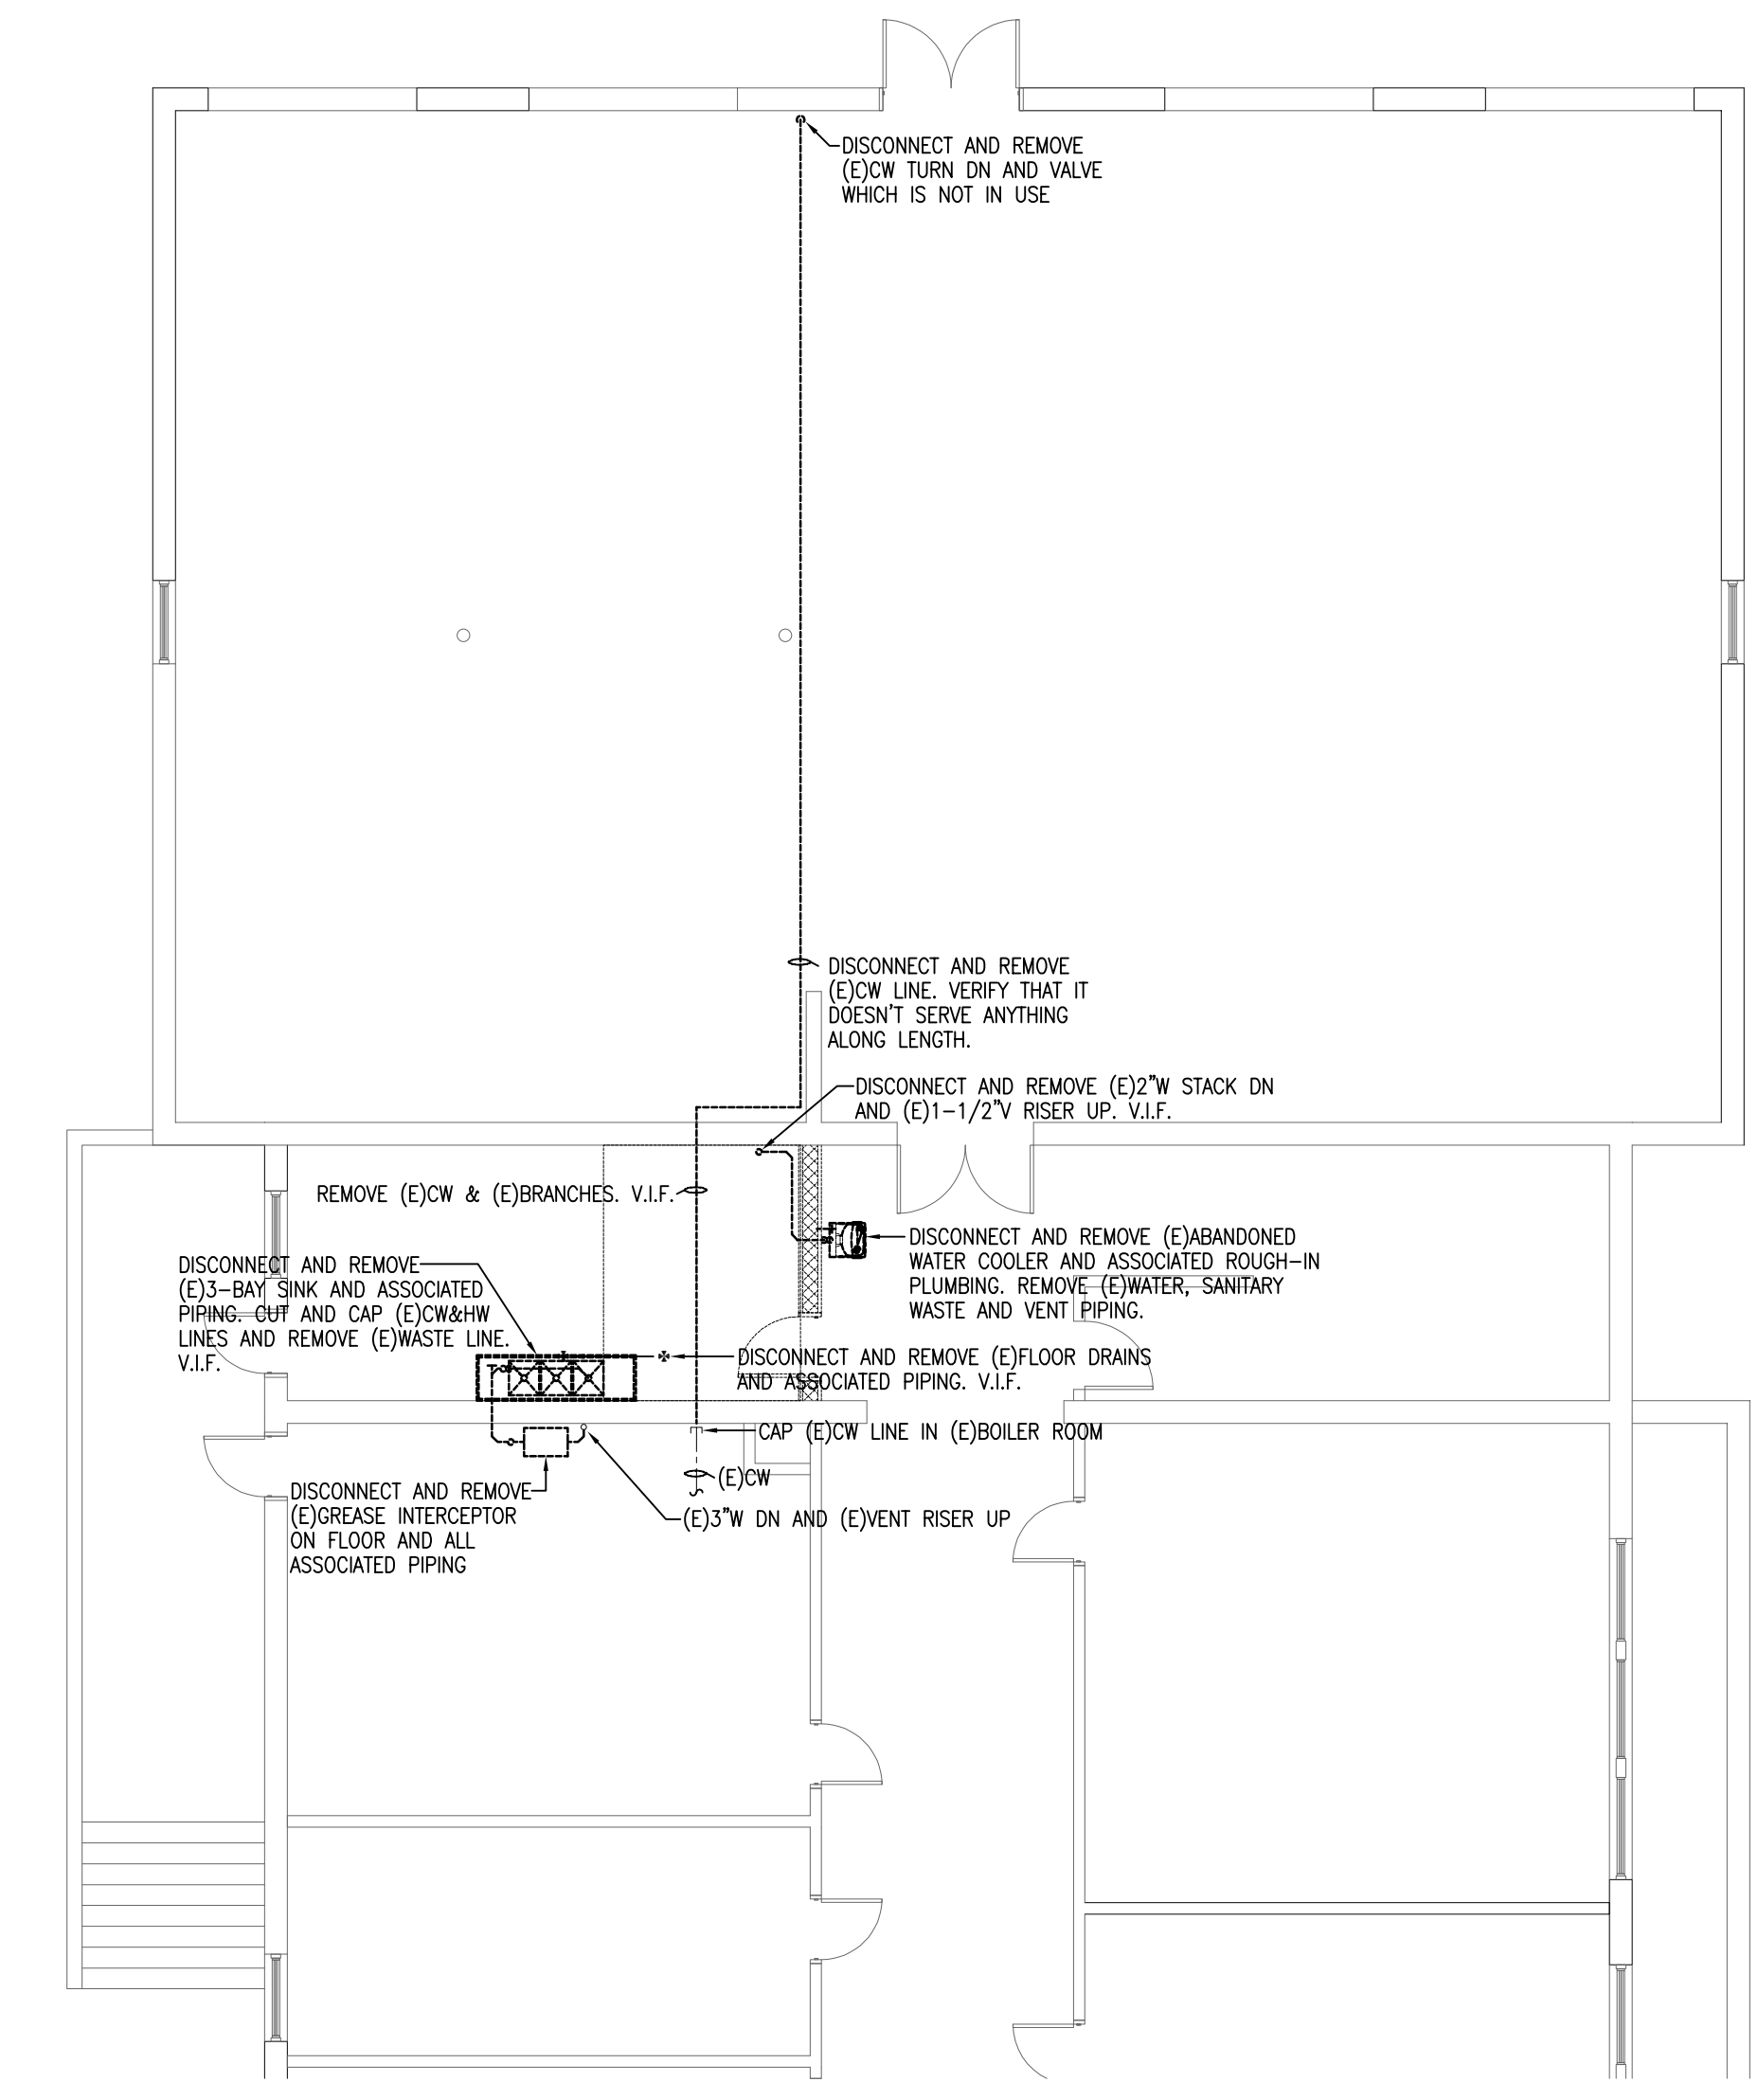 DISCONNECT AND REMOVE
(E)CW TURN DN AND VALVE
WHICH IS NOT IN USE
DISCONNECT AND REMOVE
(E)CW LINE. VERIFY THAT IT
DOESN'T SERVE ANYTHING
ALONG LENGTH.
DISCONNECT AND REMOVE (E)2"W STACK DN
AND (E)1-1/2"V RISER UP. V.I.F.
REMOVE (E)CW & (E)BRANCHES. V.I.F.
DISCONNECT AND REMOVE (E)ABANDONED
WATER COOLER AND ASSOCIATED ROUGH-IN
PLUMBING. REMOVE (E)WATER, SANITARY
WASTE AND VENT PIPING.
DISCONNECT AND REMOVE
(E)3-BAY SINK AND ASSOCIATED
PIPING. CUT AND CAP (E)CW&HW
LINES AND REMOVE (E)WASTE LINE.
V.I.F.
DISCONNECT AND REMOVE (E)FLOOR DRAINS
AND ASSOCIATED PIPING. V.I.F.
CAP (E)CW LINE IN (E)BOILER ROOM
(E)CW
(E)3"W DN AND (E)VENT RISER UP
DISCONNECT AND REMOVE
(E)GREASE INTERCEPTOR
ON FLOOR AND ALL
ASSOCIATED PIPING